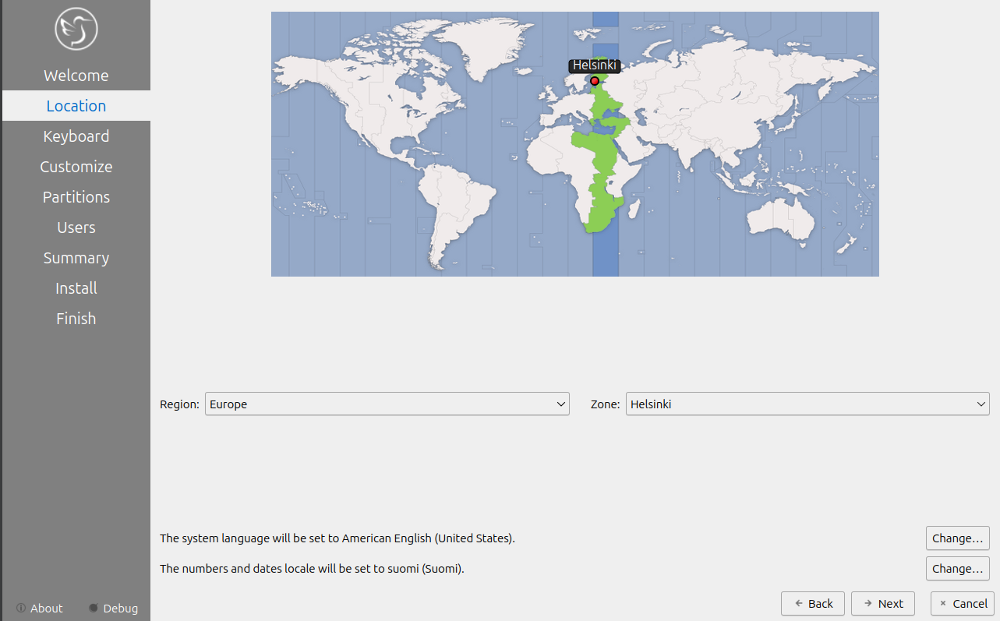 Welcome
Location
Keyboard
Customize
Partitions
Users
Summary
Install
Finish
About
Debug
Helsinki
Region: Europe
Zone: Helsinki
The system language will be set to American English (United States).
Change...
The numbers and dates locale will be set to suomi (Suomi).
Change...
Back
Next
Cancel